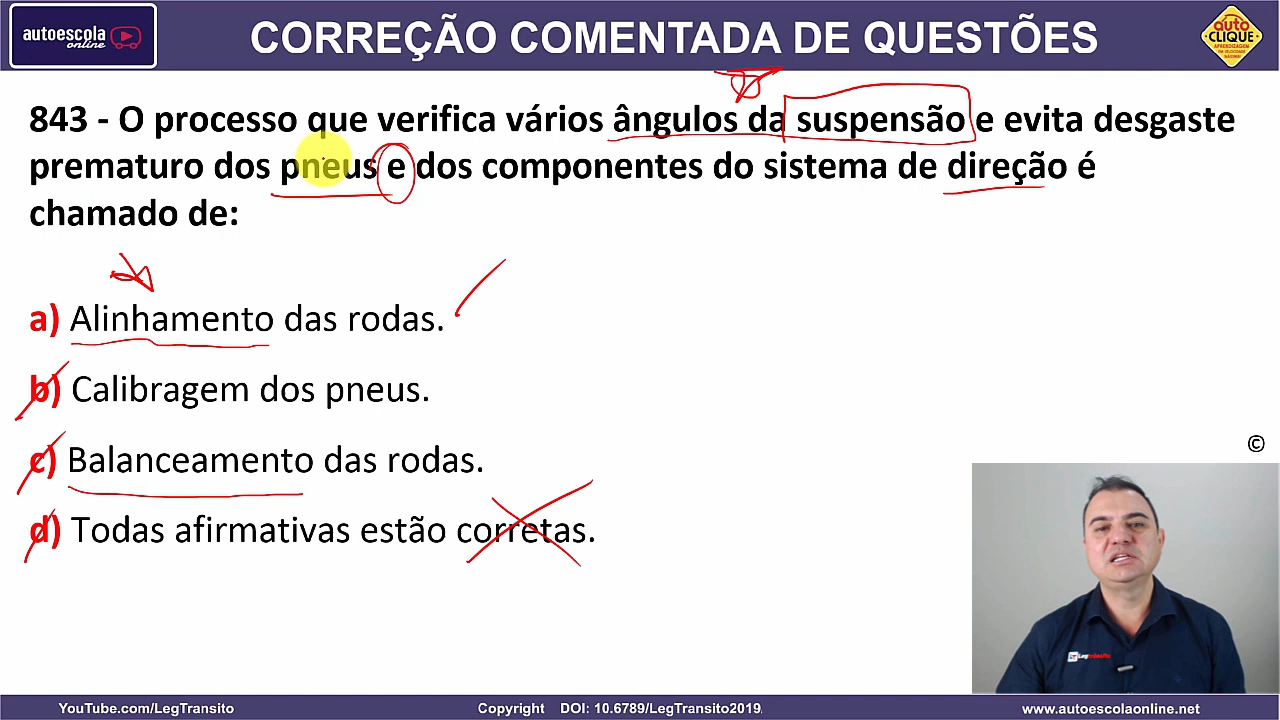 autoescola
online
CORREÇÃO COMENTADA DE QUESTÕES
auto
CLIQUE
843 - O processo que verifica vários ângulos da suspensão e evita desgaste
prematuro dos pneus e dos componentes do sistema de direção é
chamado de:
a) Alinhamento das rodas.
b) Calibragem dos pneus.
c) Balanceamento das rodas.
d) Todas afirmativas estão corretas.
©
LegTrânsito
YouTube.com/LegTransito
Copyright DOI: 10.6789/LegTransito2019.
www.autoescolaonline.net